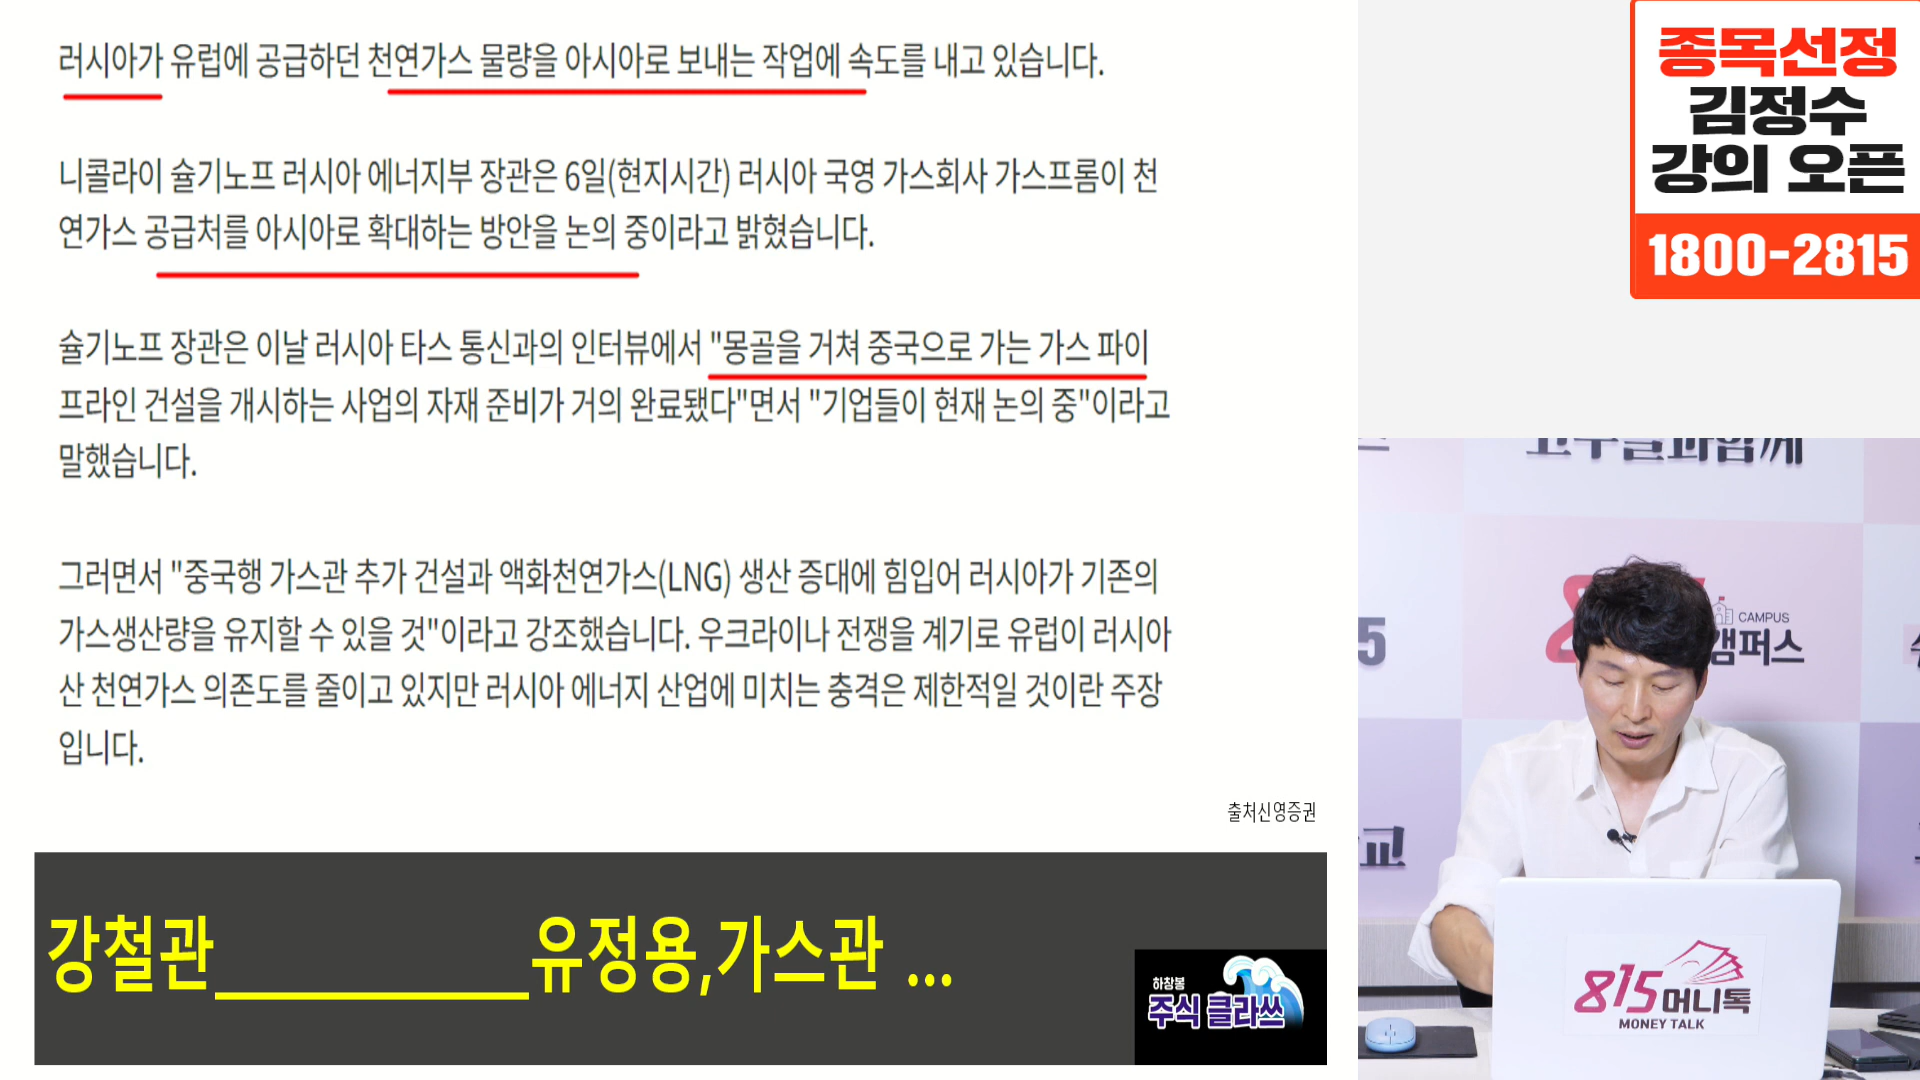 러시아가 유럽에 공급하던 천연가스 물량을 아시아로 보내는 작업에 속도를 내고 있습니다.
니콜라이 슐기노프 러시아 에너지부 장관은 6일(현지시간) 러시아 국영 가스회사 가스프롬이 천
연가스 공급처를 아시아로 확대하는 방안을 논의 중이라고 밝혔습니다.
슐기노프 장관은 이날 러시아 타스 통신과의 인터뷰에서 "몽골을 거쳐 중국으로 가는 가스 파이
프라인 건설을 개시하는 사업의 자재 준비가 거의 완료됐다"면서 "기업들이 현재 논의 중"이라고
말했습니다.
그러면서 "중국행 가스관 추가 건설과 액화천연가스(LNG) 생산 증대에 힘입어 러시아가 기존의
가스생산량을 유지할 수 있을 것"이라고 강조했습니다. 우크라이나 전쟁을 계기로 유럽이 러시아
산 천연가스 의존도를 줄이고 있지만 러시아 에너지 산업에 미치는 충격은 제한적일 것이란 주장
입니다.
출처신영증권
강철관__________유정용,가스관 ...
하창봉
주식 클라쓰
종목선정
김정수
강의 오픈
1800-2815
고수들과함께
CAMPUS
캠퍼스
5
교
815머니톡
MONEY TALK